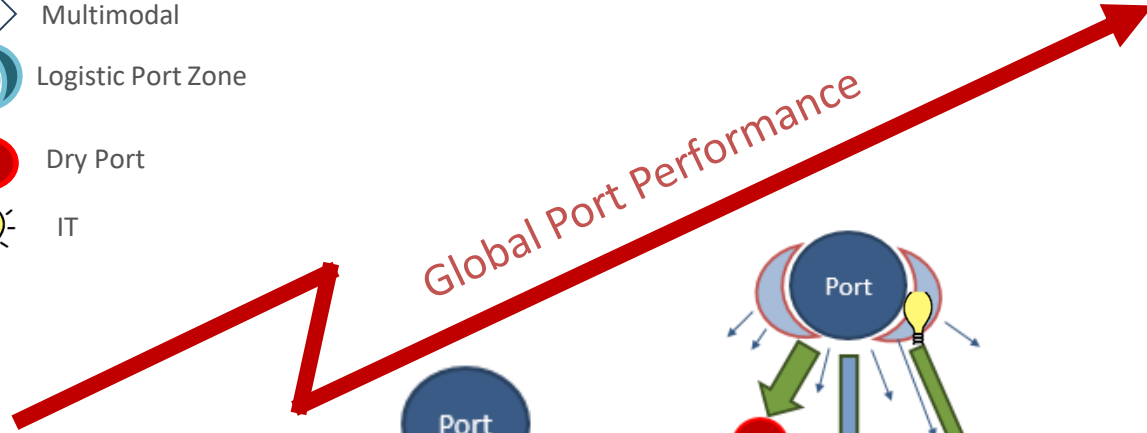 Multimodal
Logistic Port Zone
Dry Port
IT
Global Port Performance
Port
Port